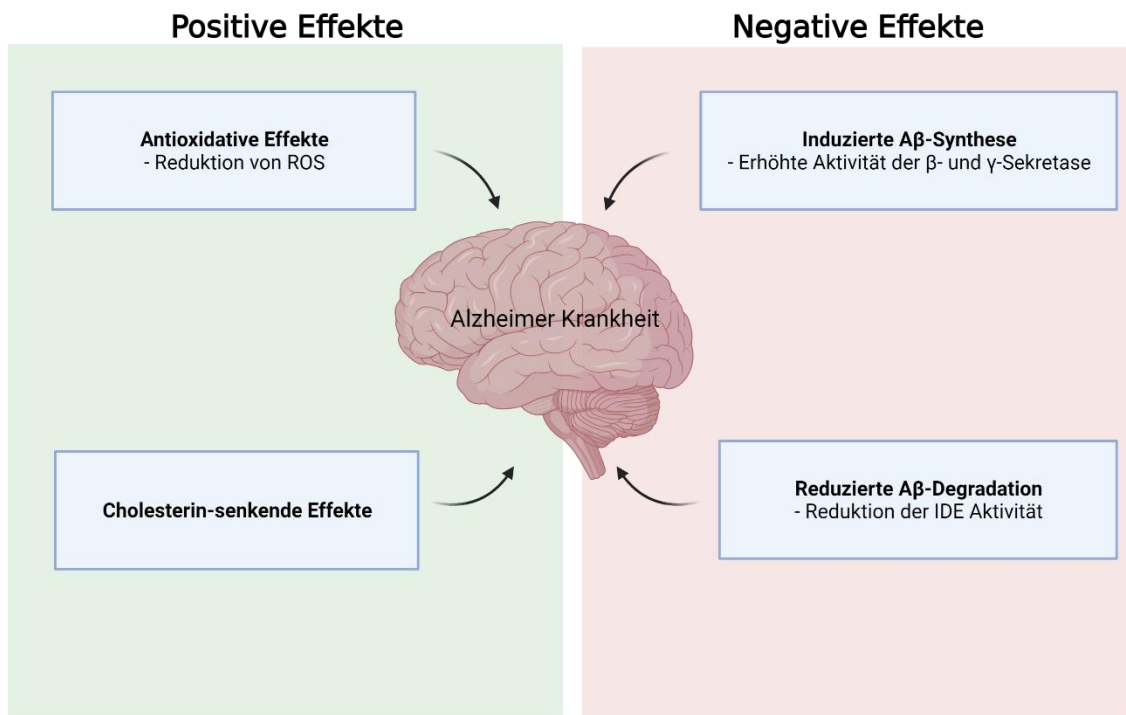 Positive Effekte
Negative Effekte
Antioxidative Effekte
- Reduktion von ROS
Induzierte Aβ-Synthese
- Erhöhte Aktivität der β- und γ-Sekretase
Alzheimer Krankheit
Cholesterin-senkende Effekte
Reduzierte Aβ-Degradation
- Reduktion der IDE Aktivität